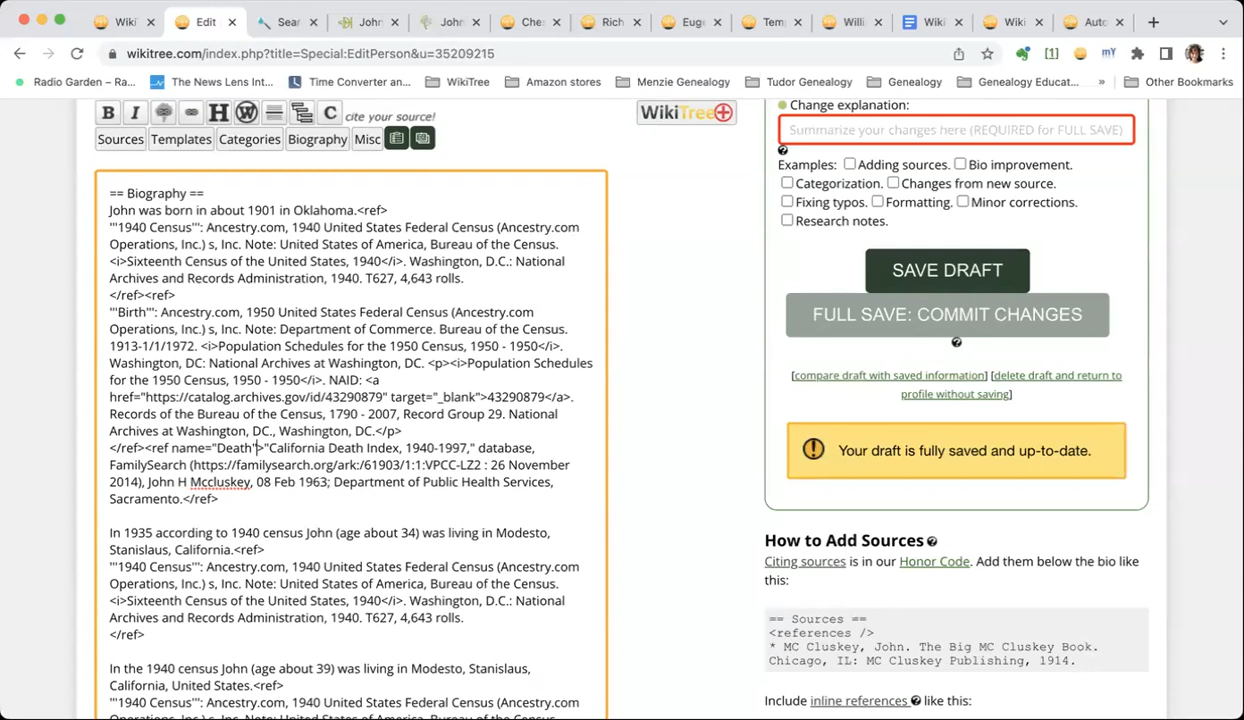 Wiki
Edit
Sear
John
John
Ches
Rich
Eug
Tem
Willi
Wiki
Wiki
Auto
wikitree.com/index.php?title=Special:EditPerson&u=35209215
Radio Garden – Ra...
The News Lens Int...
Time Converter an...
WikiTree
Amazon stores
Menzie Genealogy
Tudor Genealogy
Genealogy
Genealogy Educat...
»
Other Bookmarks
B I H W C cite your source!
Sources Templates Categories Biography Misc
WikiTree+
== Biography ==
John was born in about 1901 in Oklahoma.<ref>
'''1940 Census''': Ancestry.com, 1940 United States Federal Census (Ancestry.com
Operations, Inc.) s, Inc. Note: United States of America, Bureau of the Census.
<i>Sixteenth Census of the United States, 1940</i>. Washington, D.C.: National
Archives and Records Administration, 1940. T627, 4,643 rolls.
</ref><ref>
'''Birth''': Ancestry.com, 1950 United States Federal Census (Ancestry.com
Operations, Inc.) s, Inc. Note: Department of Commerce. Bureau of the Census.
1913-1/1/1972. <i>Population Schedules for the 1950 Census, 1950 - 1950</i>.
Washington, DC: National Archives at Washington, DC. <p><i>Population Schedules
for the 1950 Census, 1950 - 1950</i>. NAID: <a
href="https://catalog.archives.gov/id/43290879" target="_blank">43290879</a>.
Records of the Bureau of the Census, 1790 - 2007, Record Group 29. National
Archives at Washington, DC., Washington, DC.</p>
</ref><ref name="Death">"California Death Index, 1940-1997," database,
FamilySearch (https://familysearch.org/ark:/61903/1:1:VPCC-LZ2 : 26 November
2014), John H Mccluskey, 08 Feb 1963; Department of Public Health Services,
Sacramento.</ref>
In 1935 according to 1940 census John (age about 34) was living in Modesto,
Stanislaus, California.<ref>
'''1940 Census''': Ancestry.com, 1940 United States Federal Census (Ancestry.com
Operations, Inc.) s, Inc. Note: United States of America, Bureau of the Census.
<i>Sixteenth Census of the United States, 1940</i>. Washington, D.C.: National
Archives and Records Administration, 1940. T627, 4,643 rolls.
</ref>
In the 1940 census John (age about 39) was living in Modesto, Stanislaus,
California, United States.<ref>
'''1940 Census''': Ancestry.com, 1940 United States Federal Census (Ancestry.com
Operations, Inc.) s, Inc. Note: United States of America, Bureau of the Census.
Change explanation:
Summarize your changes here (REQUIRED for FULL SAVE)
Examples: Adding sources. Bio improvement.
Categorization. Changes from new source.
Fixing typos. Formatting. Minor corrections.
Research notes.
SAVE DRAFT
FULL SAVE: COMMIT CHANGES
[compare draft with saved information] [delete draft and return to
profile without saving]
Your draft is fully saved and up-to-date.
How to Add Sources
Citing sources is in our Honor Code. Add them below the bio like
this:
== Sources ==
<references />
* MC Cluskey, John. The Big MC Cluskey Book.
Chicago, IL: MC Cluskey Publishing, 1914.
Include inline references like this: